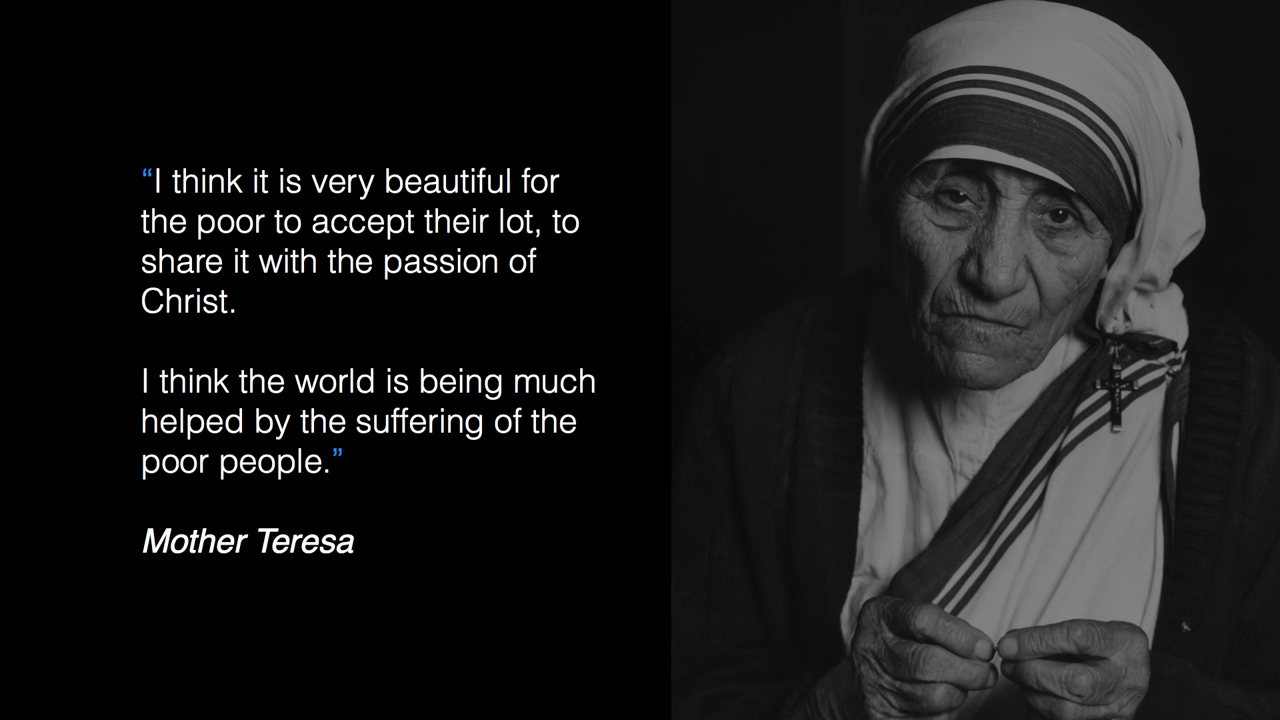 “I think it is very beautiful for
the poor to accept their lot, to
share it with the passion of
Christ.
I think the world is being much
helped by the suffering of the
poor people.”
Mother Teresa